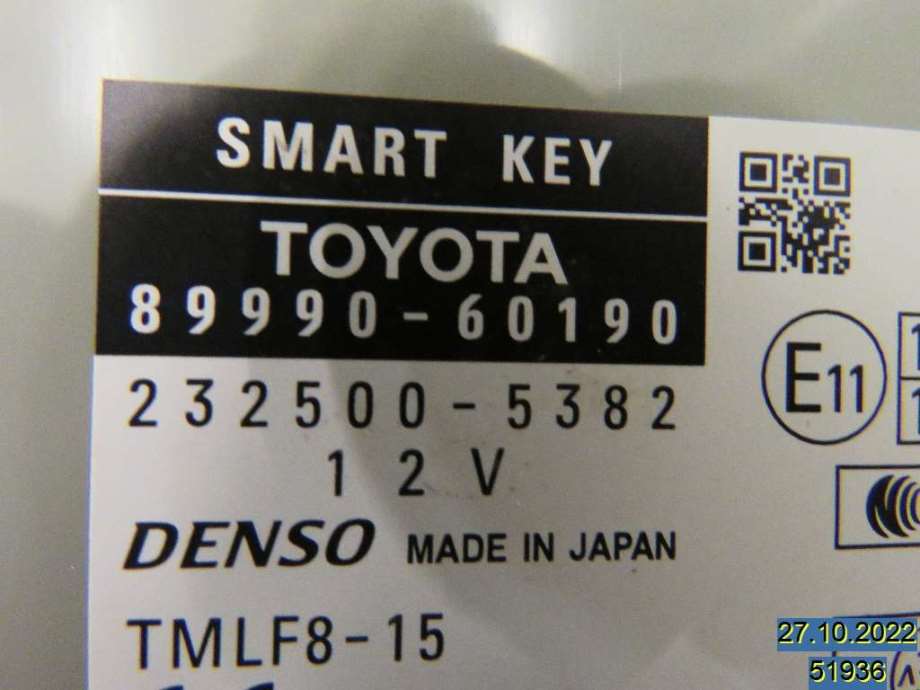 SMART KEY
TOYOTA
89990-60190
232500-5382
12V
DENSO MADE IN JAPAN
TMLF8-15
E11
27.10.2022
51936